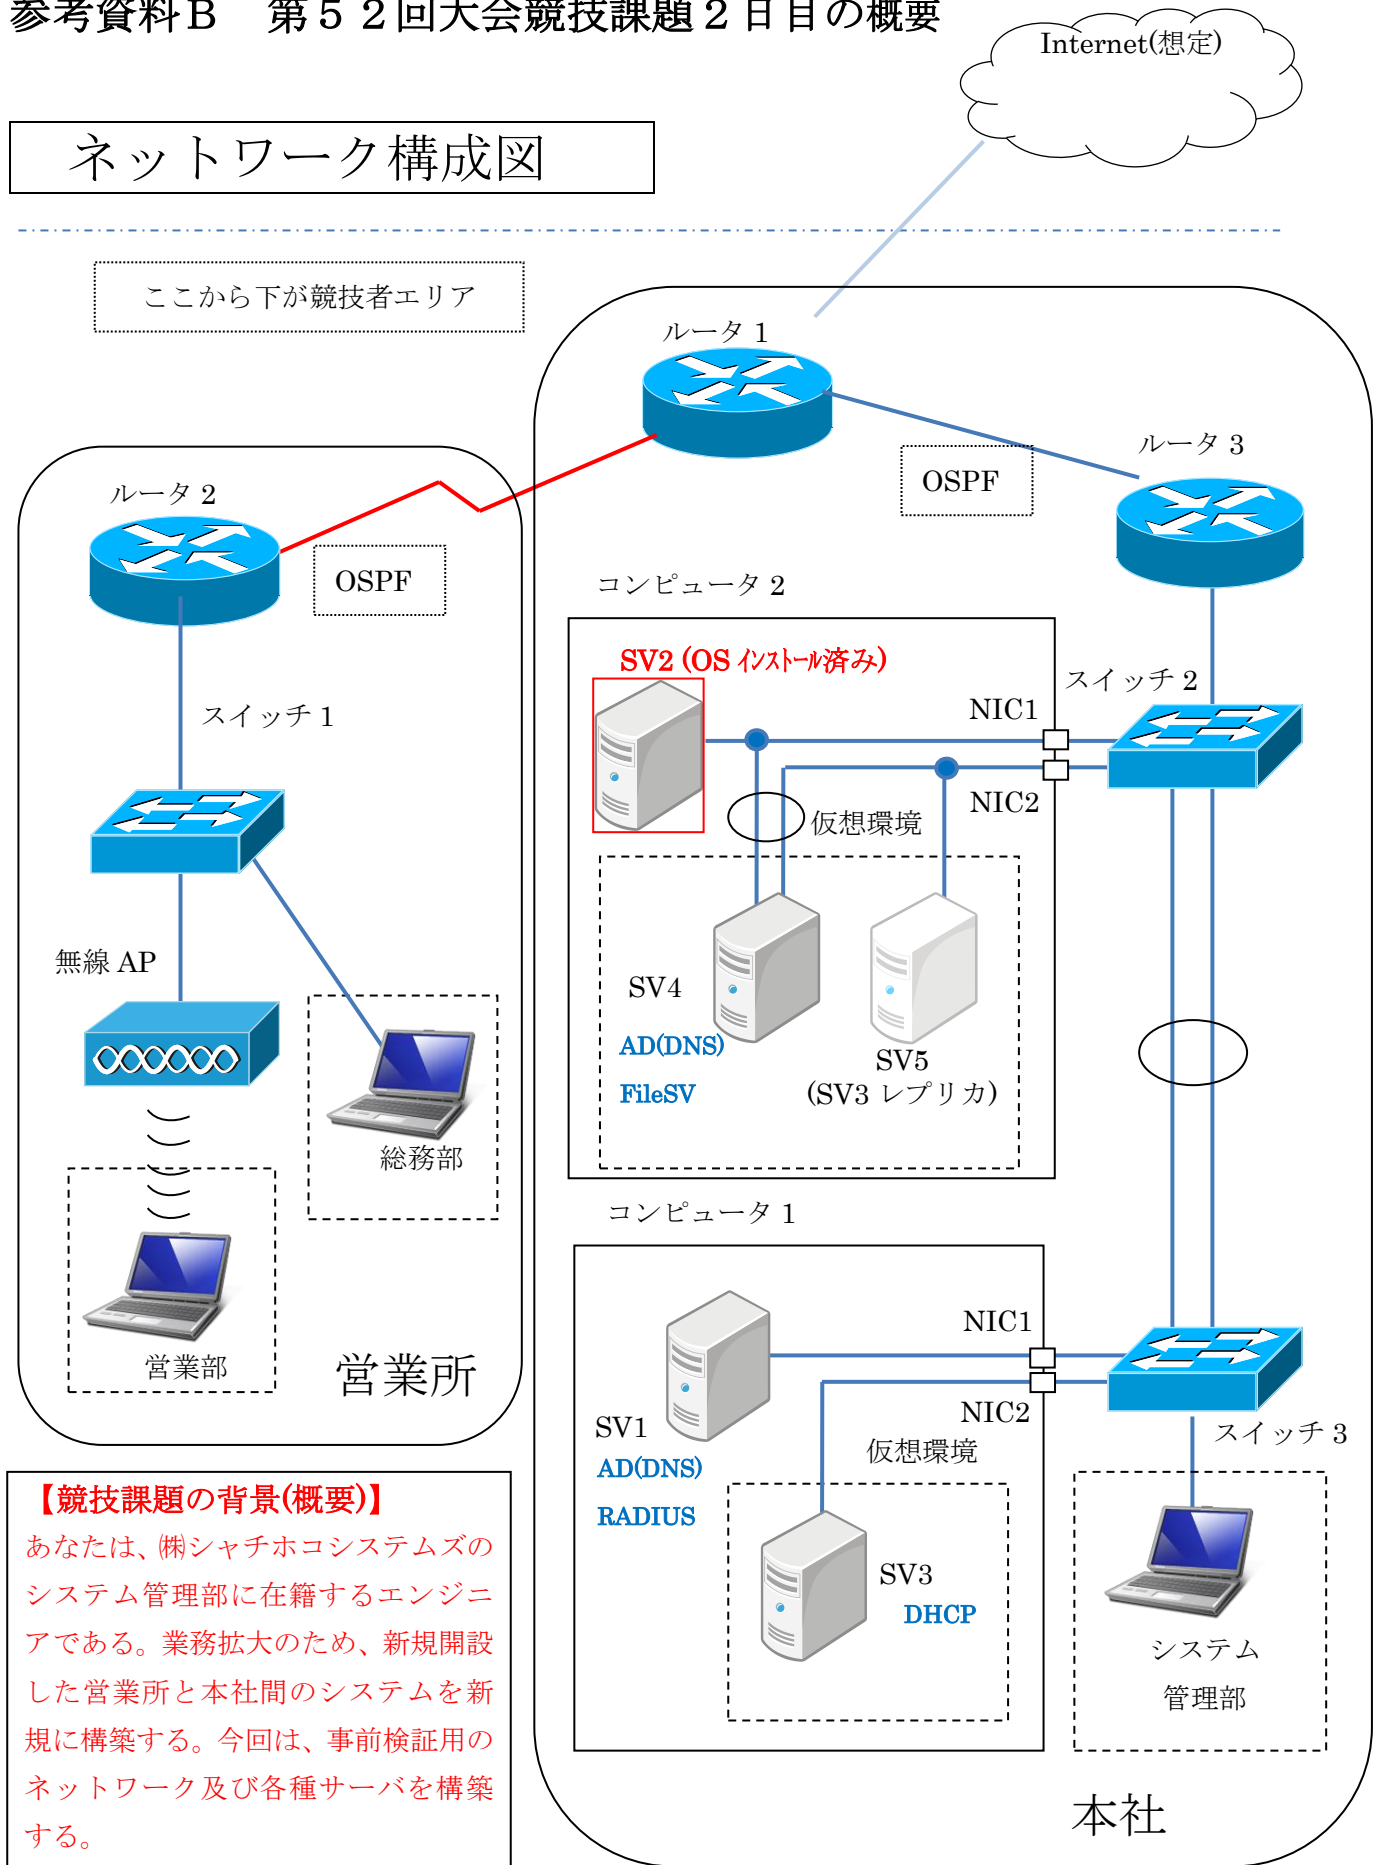 参考資料B　第５２回大会競技課題２日目の概要
Internet(想定)
ネットワーク構成図
ここから下が競技者エリア
ルータ 1
ルータ 3
OSPF
ルータ 2
OSPF
コンピュータ 2
SV2 (OS ｲﾝｽﾄｰﾙ済み)
スイッチ 2
NIC1
スイッチ 1
NIC2
仮想環境
無線 AP
SV4
AD(DNS)
FileSV
SV5
(SV3 レプリカ)
総務部
コンピュータ 1
NIC1
営業部
営業所
NIC2
SV1
スイッチ 3
仮想環境
AD(DNS)
RADIUS
SV3
DHCP
システム
管理部
本社
【競技課題の背景(概要)】
あなたは、㈱シャチホコシステムズの
システム管理部に在籍するエンジニ
アである。業務拡大のため、新規開設
した営業所と本社間のシステムを新
規に構築する。今回は、事前検証用の
ネットワーク及び各種サーバを構築
する。